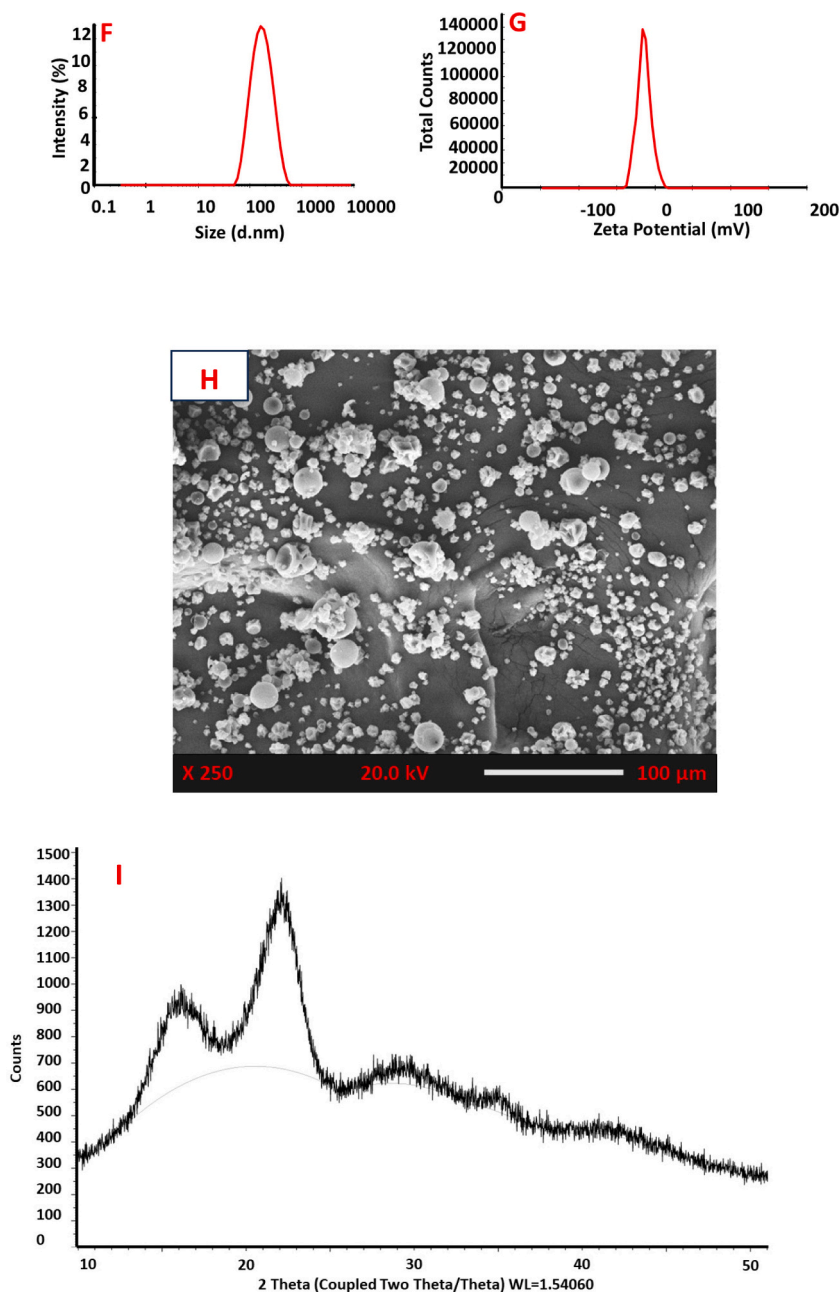 F
Intensity (%)
12
10
8
6
4
2
0
0.1 1 10 100 1000 10000
Size (d.nm)
G
Total Counts
140000
120000
100000
80000
60000
40000
20000
0 -100 0 100 200
Zeta Potential (mV)
H
X 250 20.0 kV 100 µm
I
Counts
1500
1400
1300
1200
1100
1000
900
800
700
600
500
400
300
200
100
0
10 20 30 40 50
2 Theta (Coupled Two Theta/Theta) WL=1.54060